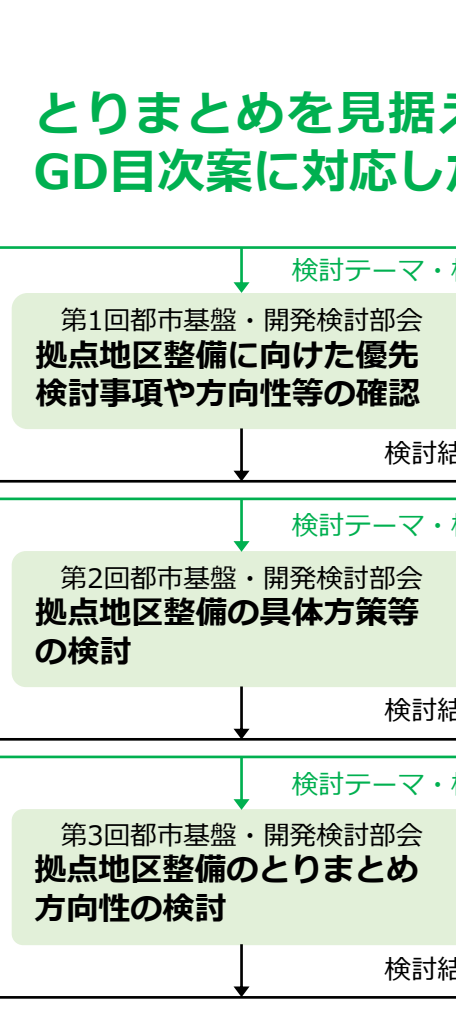 とりまとめを見据え
GD目次案に対応し
検討テーマ・
第1回都市基盤・開発検討部会
拠点地区整備に向けた優先
検討事項や方向性等の確認
検討結
検討テーマ・
第2回都市基盤・開発検討部会
拠点地区整備の具体方策等
の検討
検討結
検討テーマ・
第3回都市基盤・開発検討部会
拠点地区整備のとりまとめ
方向性の検討
検討結